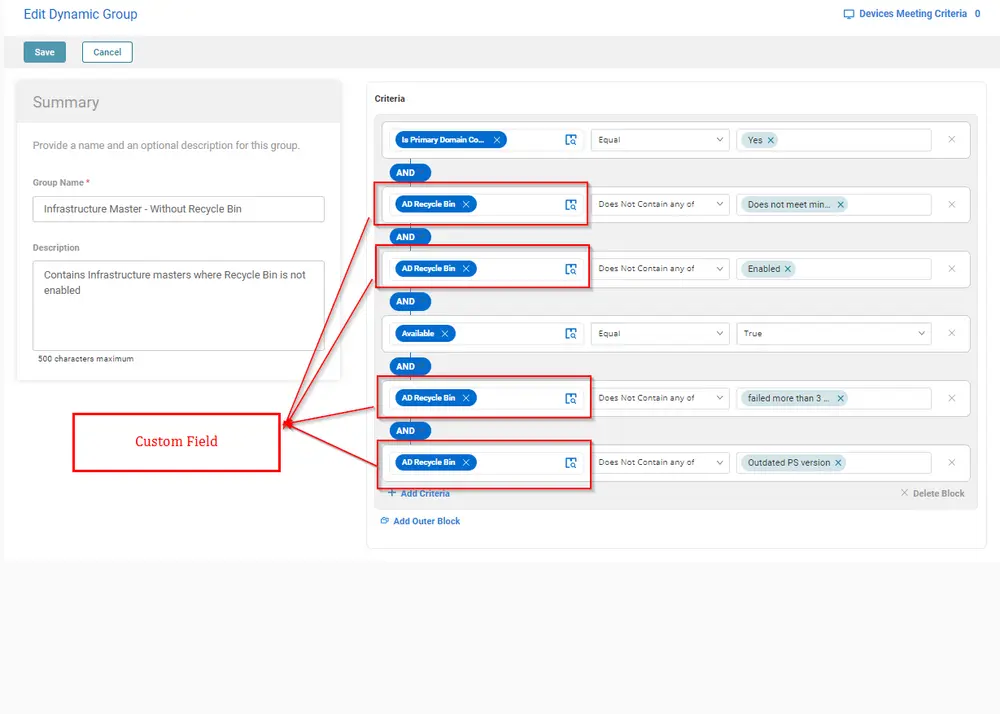 Edit Dynamic Group
Devices Meeting Criteria 0
Save
Cancel
Summary
Provide a name and an optional description for this group.
Group Name *
Infrastructure Master - Without Recycle Bin
Description
Contains Infrastructure masters where Recycle Bin is not
enabled
500 characters maximum
Custom Field
Criteria
Is Primary Domain Co... Equal Yes
AND
AD Recycle Bin Does Not Contain any of Does not meet min...
AND
AD Recycle Bin Does Not Contain any of Enabled
AND
Available Equal True
AND
AD Recycle Bin Does Not Contain any of failed more than 3 ...
AND
AD Recycle Bin Does Not Contain any of Outdated PS version
+ Add Criteria
Delete Block
Add Outer Block